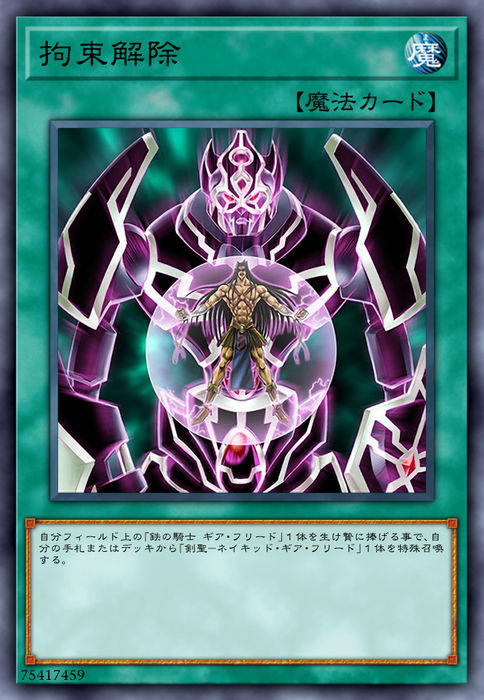 拘束解除
魔
【魔法カード】
自分フィールド上の「鉄の騎士 ギア・フリード」１体を生け贄に捧げる事で、自
分の手札またはデッキから「剣聖－ネイキッド・ギア・フリード」１体を特殊召喚
する。
75417459